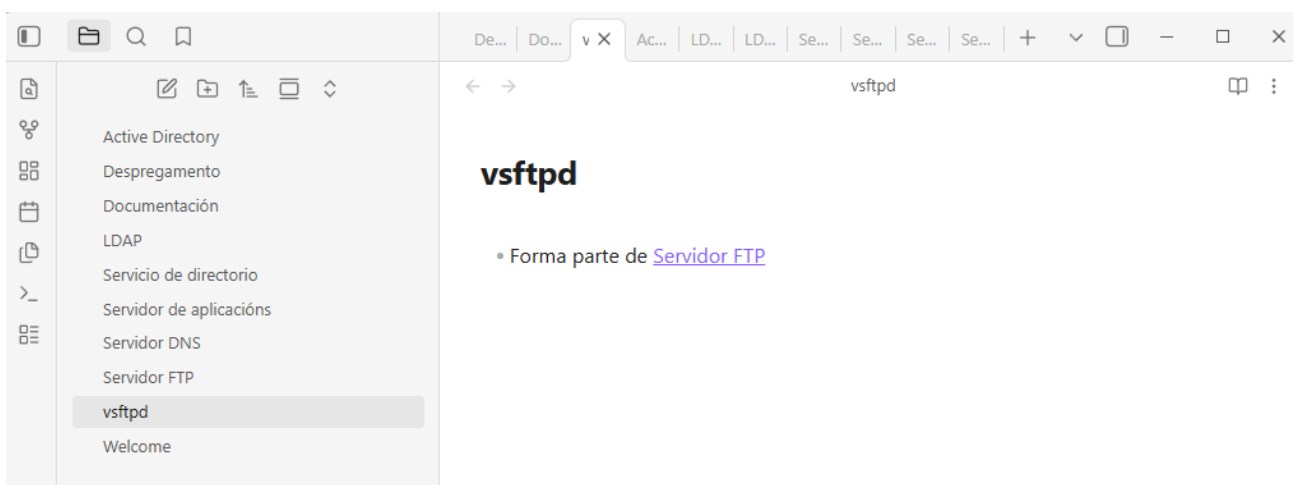 De... Do... v Ac... LD... LD... Se... Se... Se... Se...
vsftpd
Active Directory
Despregamento
Documentación
LDAP
Servicio de directorio
Servidor de aplicacións
Servidor DNS
Servidor FTP
vsftpd
Welcome
vsftpd
• Forma parte de Servidor FTP